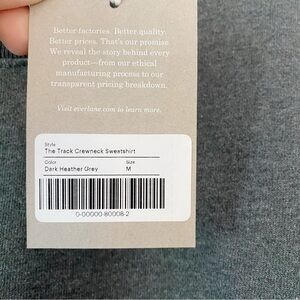 Better factories. Better quality.
Better prices. That's our promise
We reveal the story behind every
product—from our ethical
manufacturing process to our
transparent pricing breakdown.
Visit everlane.com to learn more.
Style
The Track Crewneck Sweatshirt
Color Size
Dark Heather Grey M
0-00000-80008-2